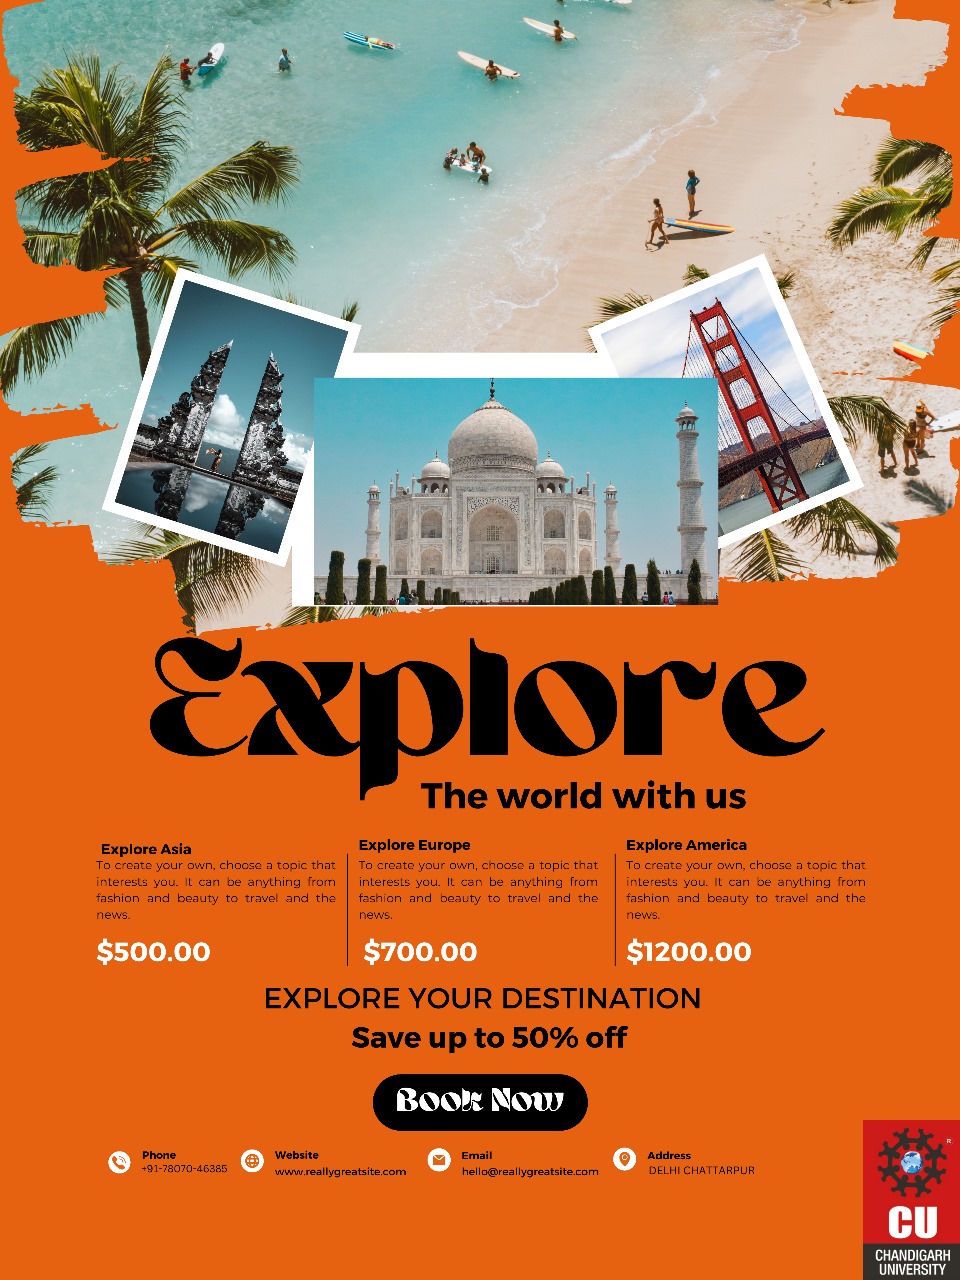 Explore
The world with us
Explore Asia
To create your own, choose a topic that
interests you. It can be anything from
fashion and beauty to travel and the
news.
$500.00
Explore Europe
To create your own, choose a topic that
interests you. It can be anything from
fashion and beauty to travel and the
news.
$700.00
Explore America
To create your own, choose a topic that
interests you. It can be anything from
fashion and beauty to travel and the
news.
$1200.00
EXPLORE YOUR DESTINATION
Save up to 50% off
Book Now
Phone
+91-78070-46385
Website
www.reallygreatsite.com
Email
hello@reallygreatsite.com
Address
DELHI CHATTARPUR
®
CU
CHANDIGARH
UNIVERSITY